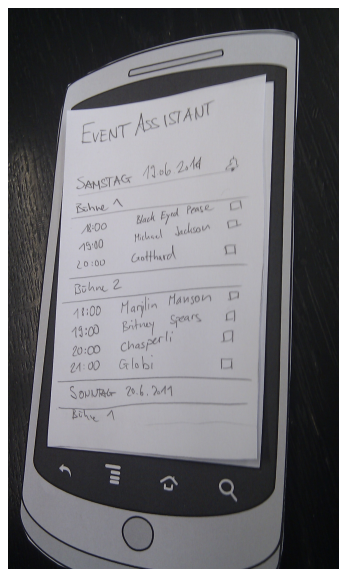 EVENT ASSISTANT
SAMSTAG 19.06.2011
Bühne 1
18:00 Black Eyed Pease
19:00 Michael Jackson
20:00 Gotthard
Bühne 2
18:00 Marylin Manson
19:00 Britney Spears
20:00 Chasperli
21:00 Globi
SONNTAG 20.6.2011
Bühne 1